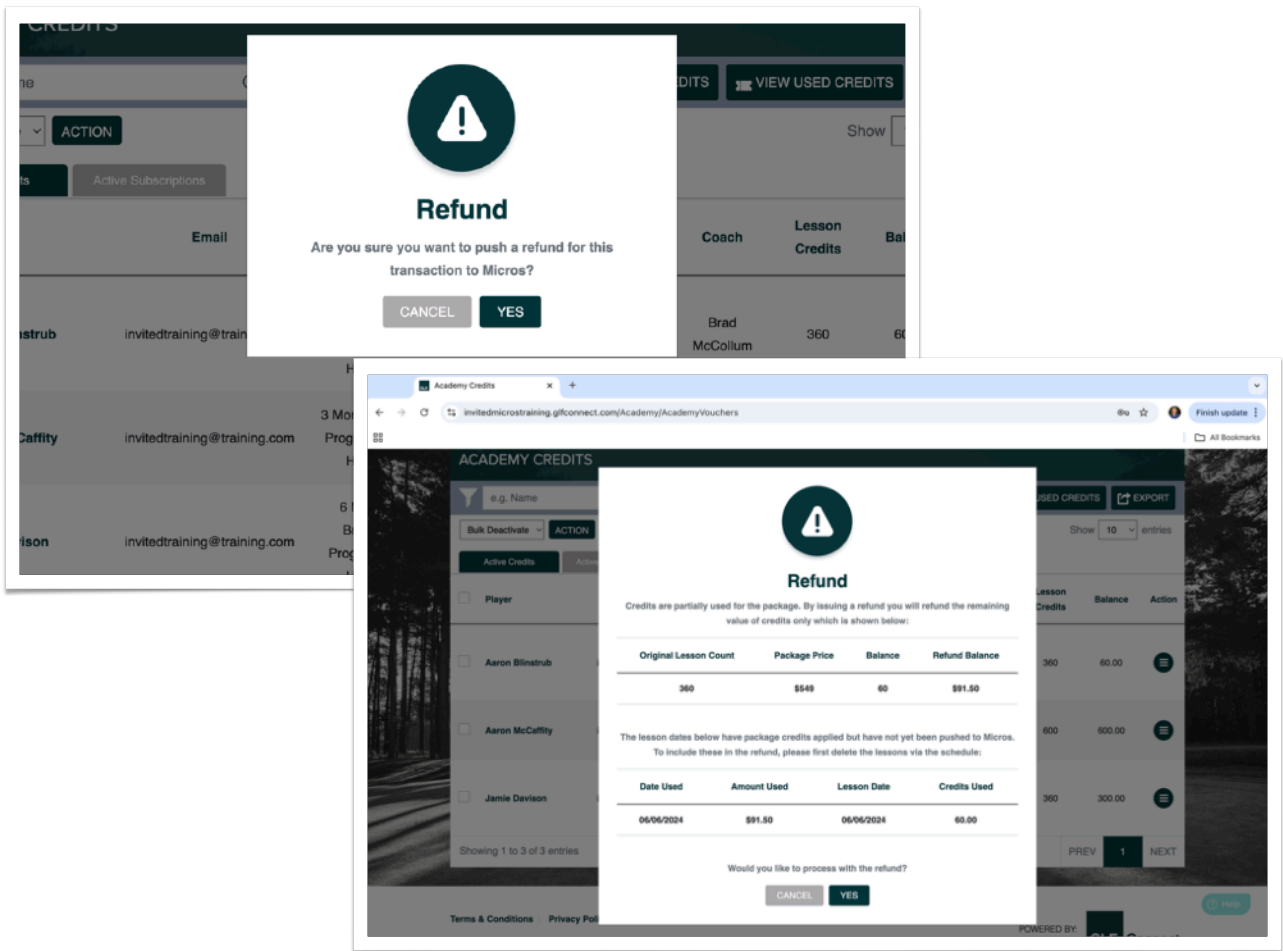 CREDITS
VIEW USED CREDITS
ACTION
Show
Active Subscriptions
Email
Coach
Lesson Credits
invitedtraining@train
Brad McCollum
360
3 Mo
Prog
invitedtraining@training.com
6
invitedtraining@training.com
Prog
Refund
Are you sure you want to push a refund for this
transaction to Micros?
CANCEL
YES
Academy Credits
invitedmicrostraining.glfconnect.com/Academy/AcademyVouchers
Finish update
All Bookmarks
ACADEMY CREDITS
e.g. Name
USED CREDITS
EXPORT
Bulk Deactivate
ACTION
Show 10 entries
Active Credits
Player
Lesson Credits
Balance
Action
Aaron Blinstrub
360
60.00
Aaron McCaffity
600
600.00
Jamie Davison
360
300.00
Showing 1 to 3 of 3 entries
PREV
1
NEXT
Refund
Credits are partially used for the package. By issuing a refund you will refund the remaining
value of credits only which is shown below:
Original Lesson Count Package Price Balance Refund Balance
360 $549 60 $91.50
The lesson dates below have package credits applied but have not yet been pushed to Micros.
To include these in the refund, please first delete the lessons via the schedule:
Date Used Amount Used Lesson Date Credits Used
06/06/2024 $91.50 06/06/2024 60.00
Would you like to process with the refund?
CANCEL
YES
Terms & Conditions
Privacy Pol
Help
POWERED BY: